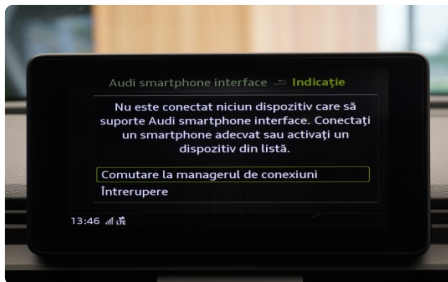 Audi smartphone interface Indicație
Nu este conectat niciun dispozitiv care să
suporte Audi smartphone interface. Conectați
un smartphone adecvat sau activați un
dispozitiv din listă.
Comutare la managerul de conexiuni
Întrerupere
13:46 LTE